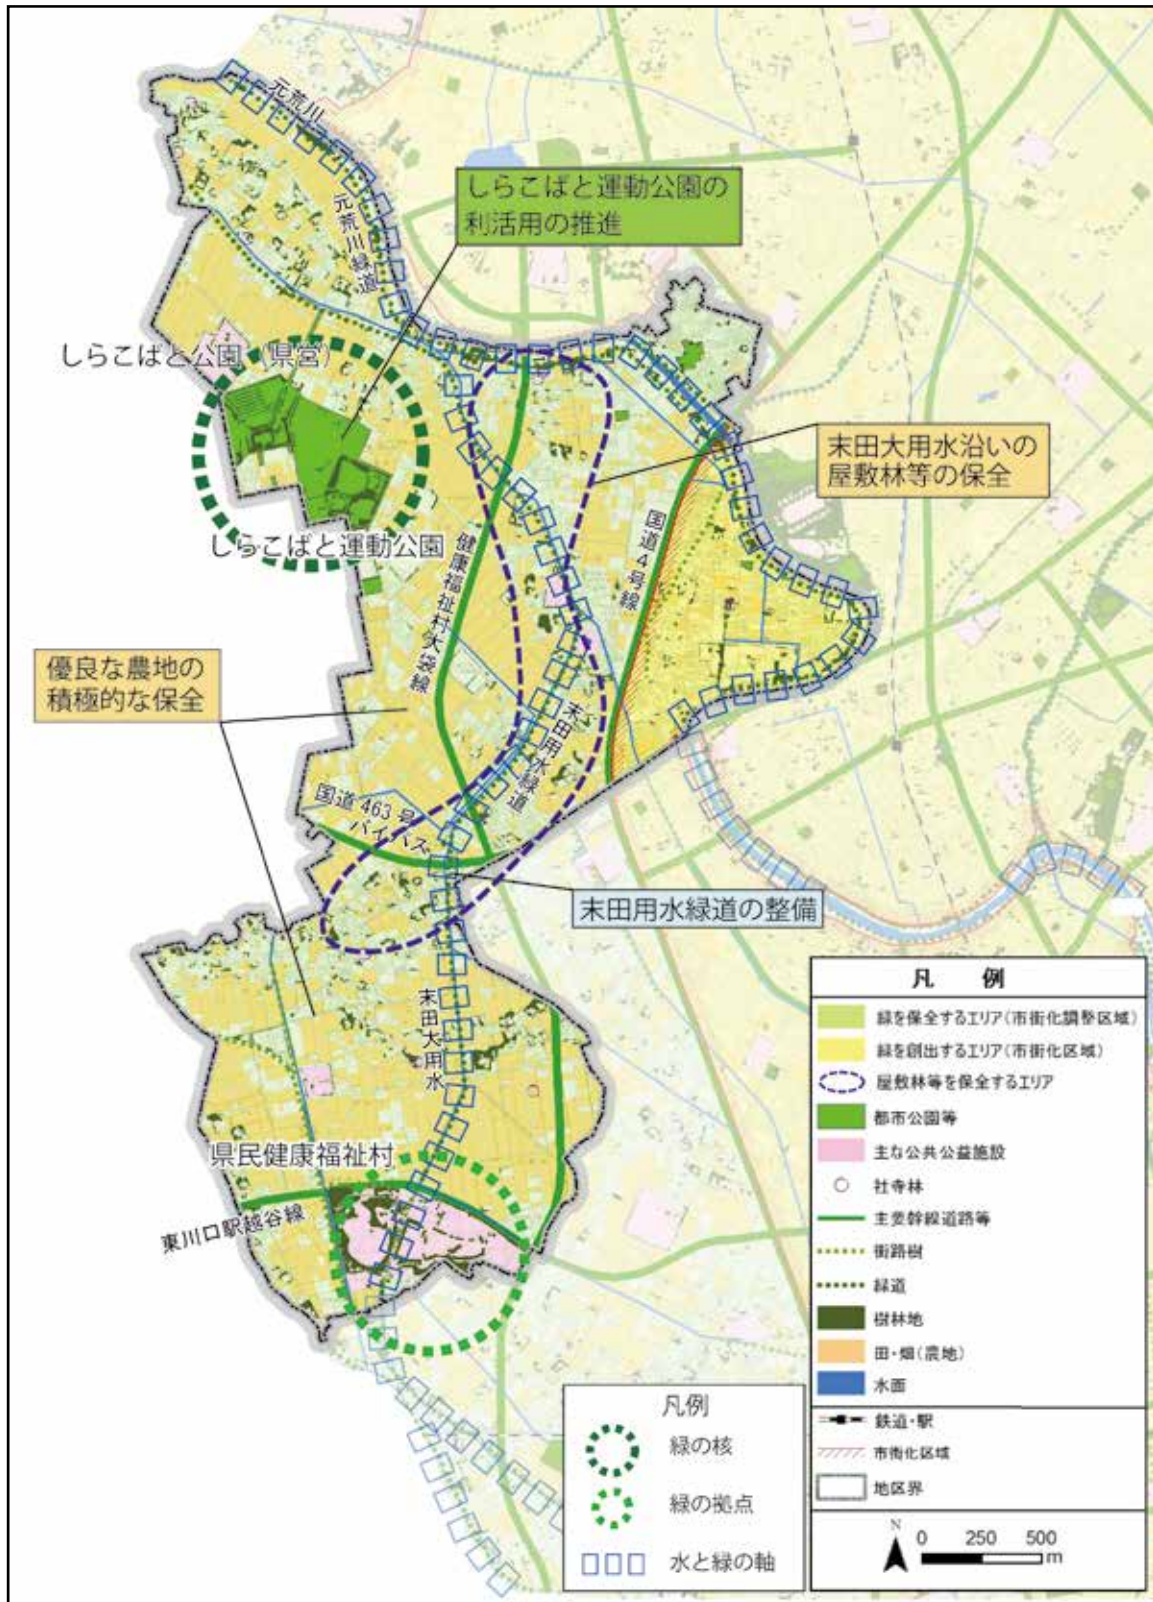 元荒川
元荒川緑道
しらこばと運動公園の
利活用の推進
しらこばと公園（県営）
しらこばと運動公園
末田大用水沿いの
屋敷林等の保全
国道4号線
健康福祉村大袋線
優良な農地の
積極的な保全
末田用水緑道
国道463号
バイパス
末田用水緑道の整備
末田大用水
県民健康福祉村
東川口駅越谷線
凡　例
緑を保全するエリア（市街化調整区域）
緑を創出するエリア（市街化区域）
屋敷林等を保全するエリア
都市公園等
主な公共公益施設
社寺林
主要幹線道路等
街路樹
緑道
樹林地
田・畑（農地）
水面
鉄道・駅
市街化区域
地区界
N
0 250 500
m
凡例
緑の核
緑の拠点
水と緑の軸